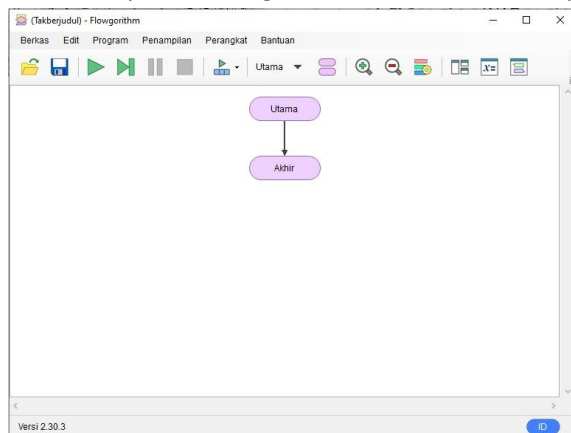 (Takberjudul) - Flowgorithm
Berkas Edit Program Penampilan Perangkat Bantuan
Utama
x=
Utama
Akhir
Versi 2.30.3
ID